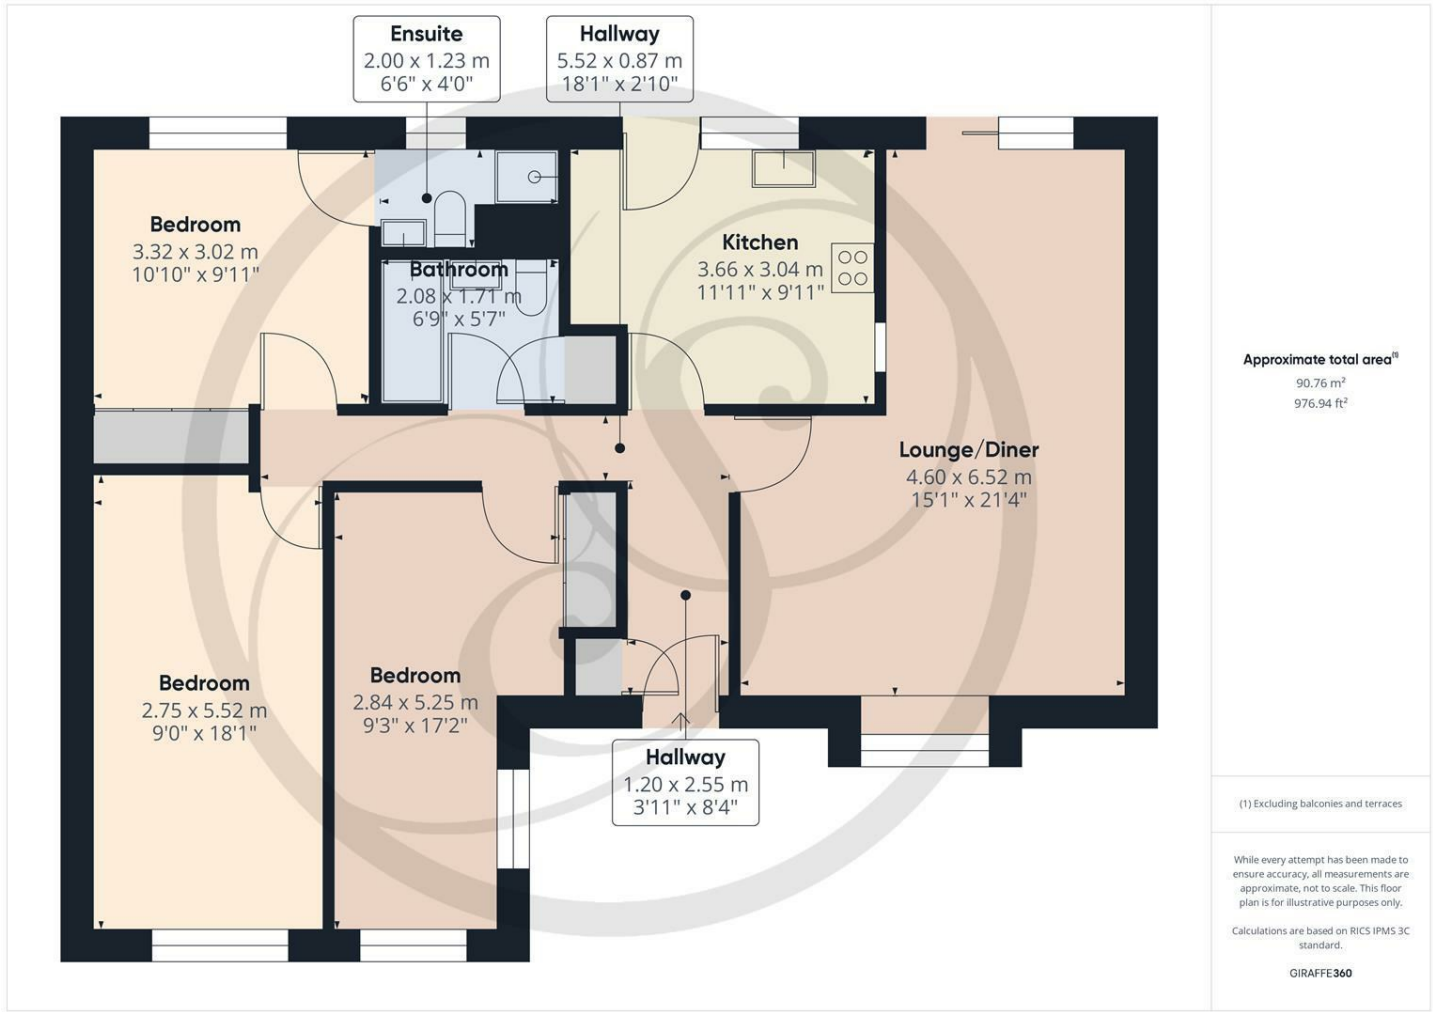 Ensuite
2.00 x 1.23 m
6'6" x 4'0"
Hallway
5.52 x 0.87 m
18'1" x 2'10"
Bedroom
3.32 x 3.02 m
10'10" x 9'11"
Bathroom
2.08 x 1.71 m
6'9" x 5'7"
Kitchen
3.66 x 3.04 m
11'11" x 9'11"
Lounge/Diner
4.60 x 6.52 m
15'1" x 21'4"
Bedroom
2.75 x 5.52 m
9'0" x 18'1"
Bedroom
2.84 x 5.25 m
9'3" x 17'2"
Hallway
1.20 x 2.55 m
3'11" x 8'4"
Approximate total area(1)
90.76 m²
976.94 ft²
(1) Excluding balconies and terraces
While every attempt has been made to
ensure accuracy, all measurements are
approximate, not to scale. This floor
plan is for illustrative purposes only.
Calculations are based on RICS IPMS 3C
standard.
GIRAFFE360